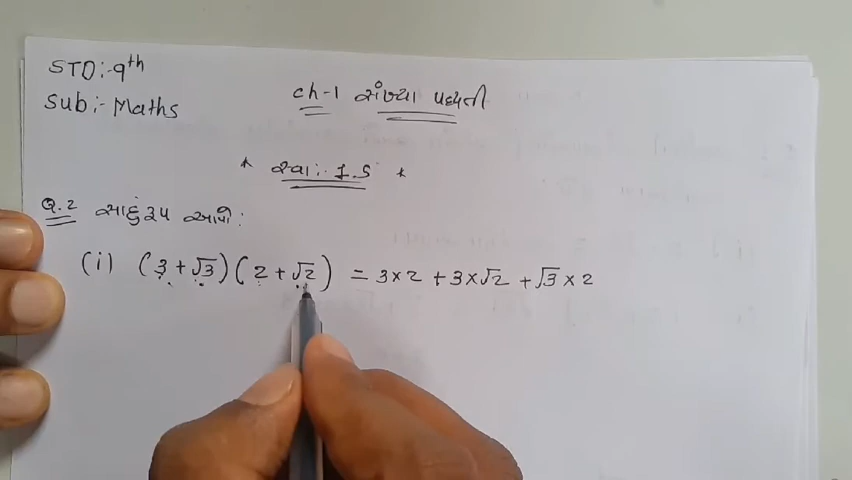 STD:-9th
Sub:- Maths
ch-1 સંખ્યા પદ્ધતી
* સ્વા:- 1.5 *
Q.2 સાદું રૂપ આપો:
(i) (3+√3)(2+√2) = 3×2 +3×√2 +√3×2